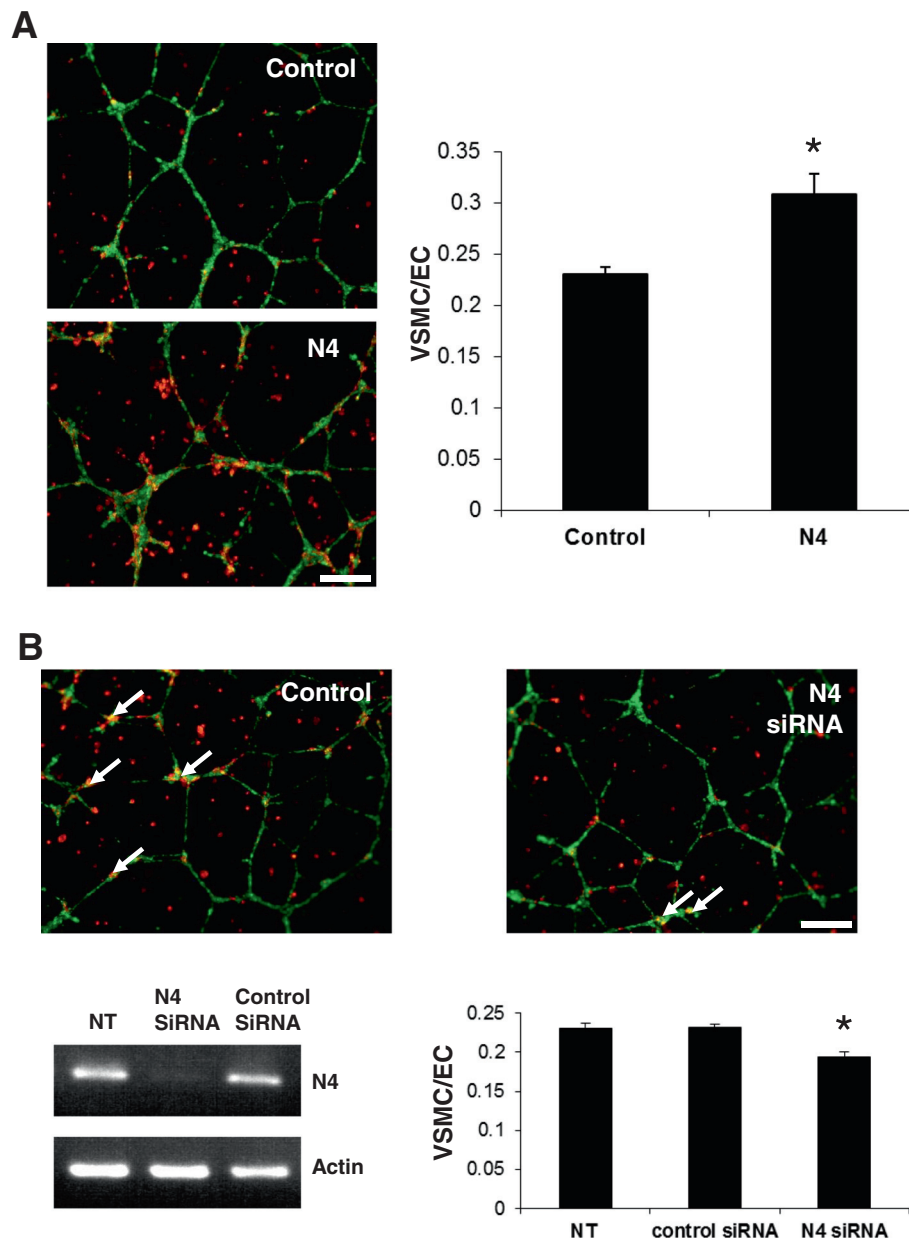 A
Control
N4
VSMC/EC
0.35
0.3
0.25
0.2
0.15
0.1
0.05
0
*
Control
N4
B
Control
N4
siRNA
NT
N4
SiRNA
Control
SiRNA
N4
Actin
VSMC/EC
0.25
0.2
0.15
0.1
0.05
0
*
NT
control siRNA
N4 siRNA